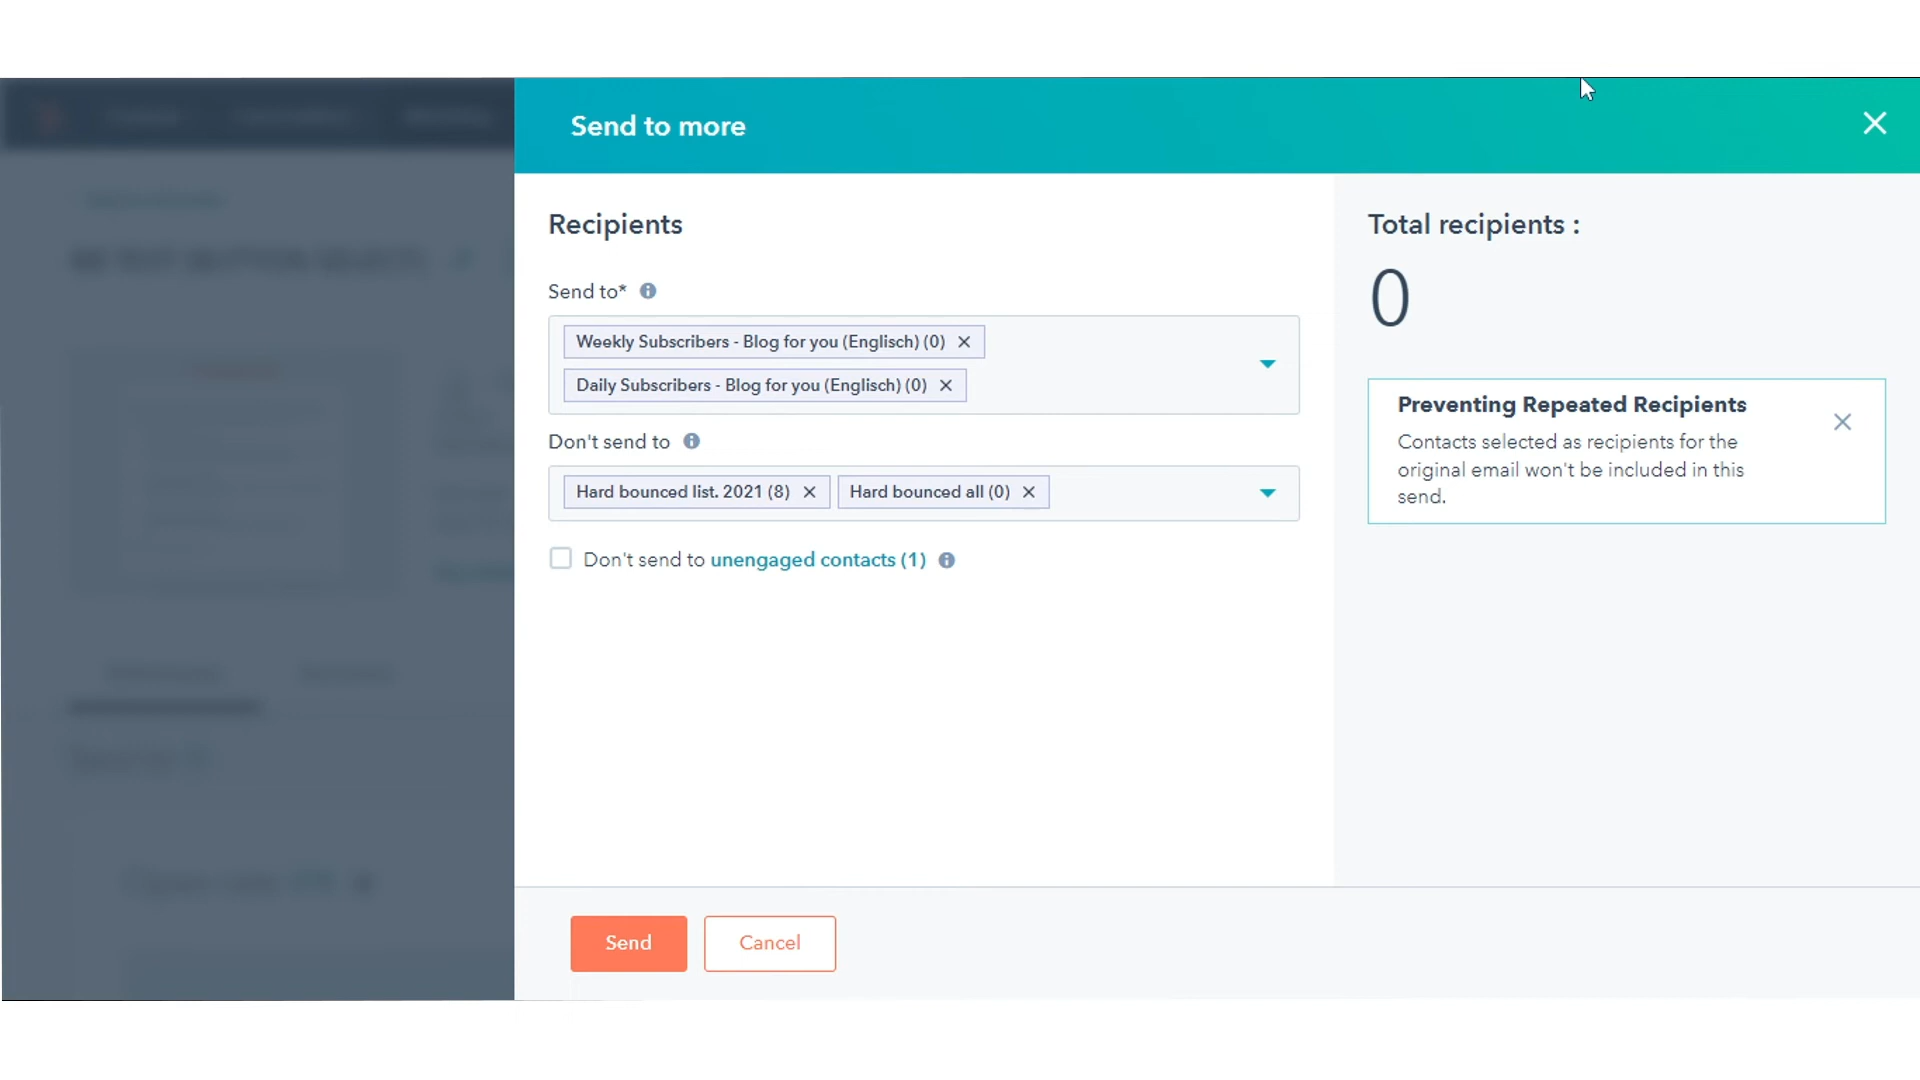 Send to more
Recipients
Send to*
Weekly Subscribers - Blog for you (Englisch) (0)
Daily Subscribers - Blog for you (Englisch) (0)
Don't send to
Hard bounced list. 2021 (8) Hard bounced all (0)
Don't send to unengaged contacts (1)
Total recipients :
0
Preventing Repeated Recipients
Contacts selected as recipients for the
original email won't be included in this
send.
Send Cancel